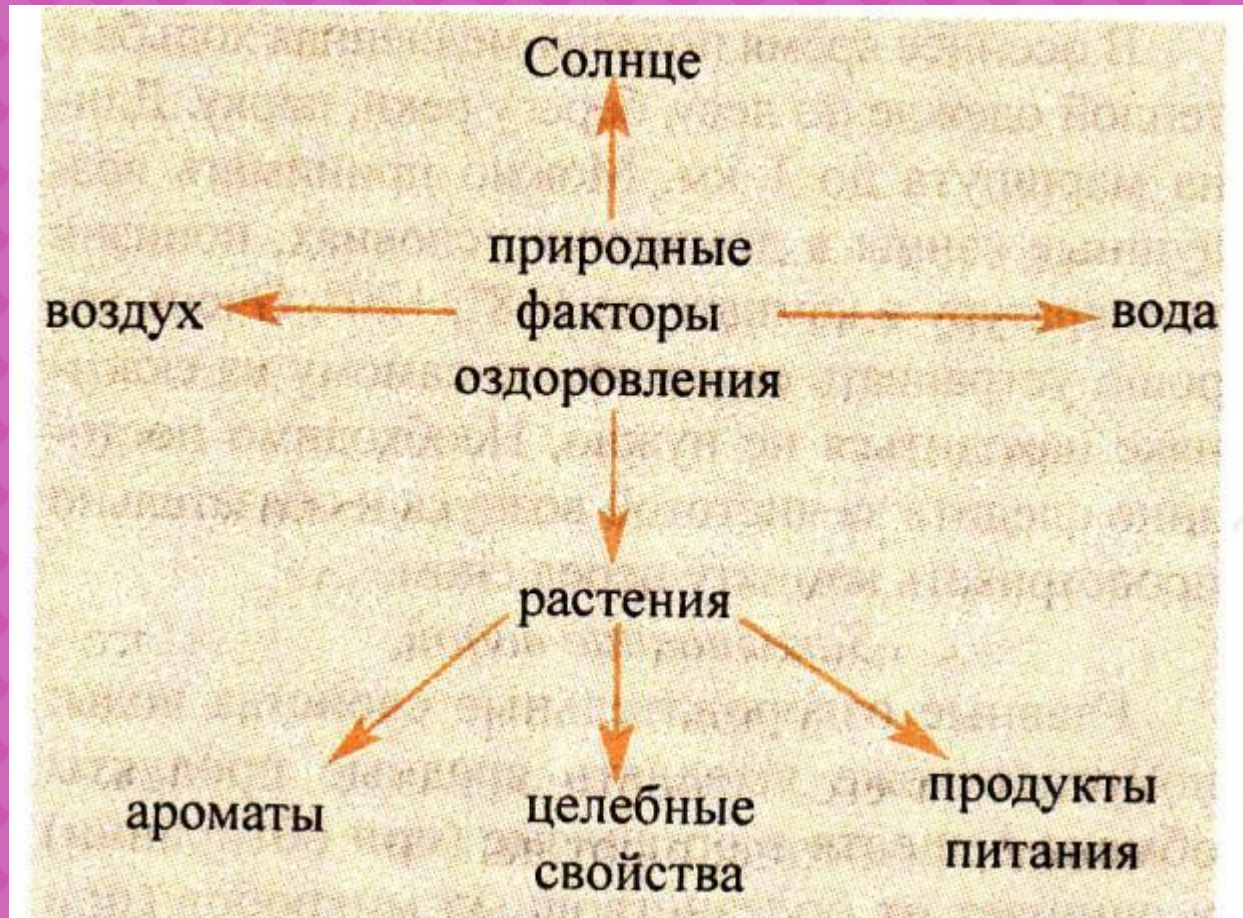 Солнце
природные
воздух факторы вода
оздоровления
растения
ароматы целебные продукты
свойства питания